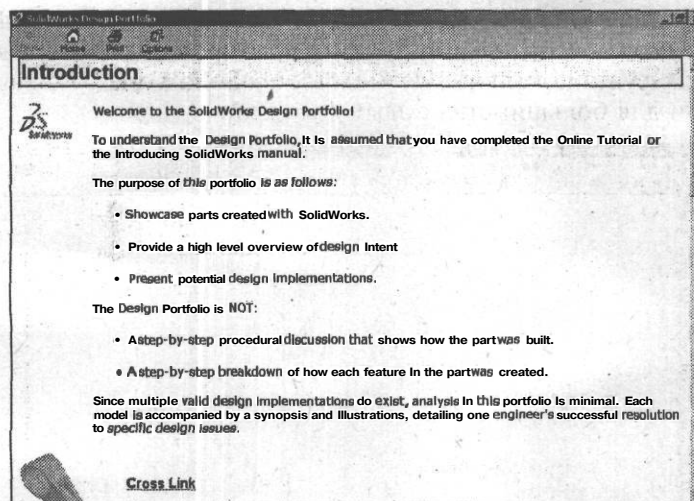 SolidWorks Design Portfolio
Home Print Options
Introduction
Welcome to the SolidWorks Design Portfolio!
SOLIDWORKS
To understand the Design Portfolio, it Is assumed that you have completed the Online Tutorial or
the Introducing SolidWorks manual.
The purpose of this portfolio is as follows:
• Showcase parts created with SolidWorks.
• Provide a high level overview of design Intent
• Present potential design implementations.
The Design Portfolio is NOT:
• A step-by-step procedural discussion that shows how the part was built.
• A step-by-step breakdown of how each feature In the part was created.
Since multiple valid design implementations do exist, analysis In this portfolio Is minimal. Each
model is accompanied by a synopsis and Illustrations, detailing one engineer's successful resolution
to specific design issues.
Cross Link